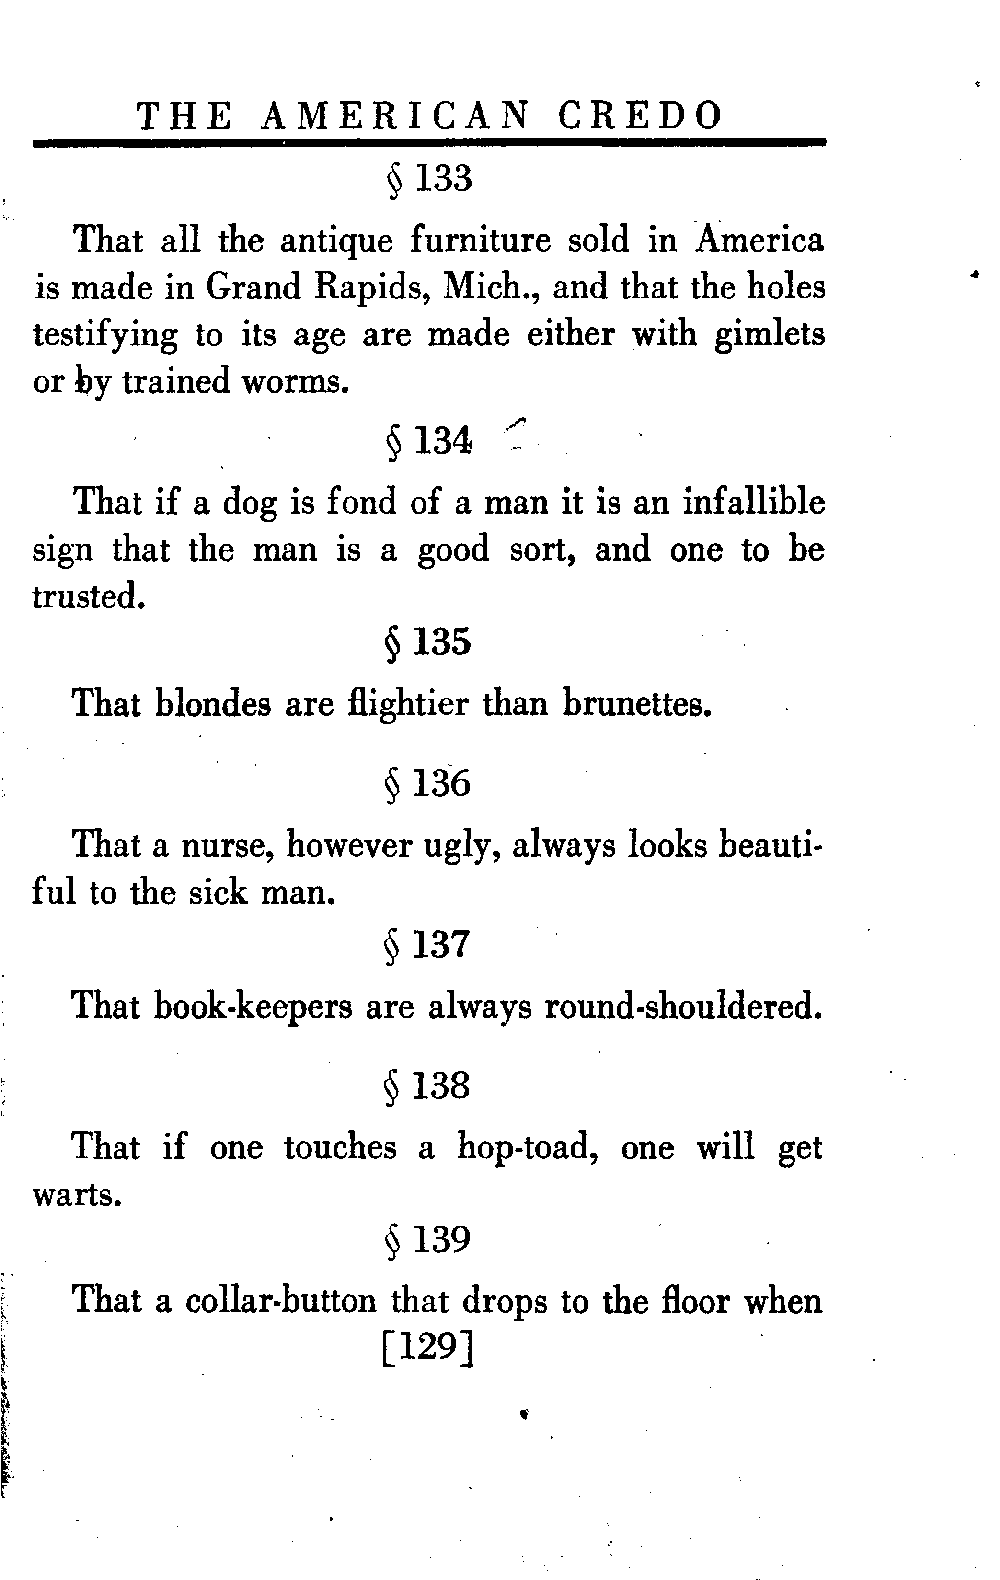 THE AMERICAN CREDO
§ 133
That all the antique furniture sold in America
is made in Grand Rapids, Mich., and that the holes
testifying to its age are made either with gimlets
or by trained worms.
§ 134
That if a dog is fond of a man it is an infallible
sign that the man is a good sort, and one to be
trusted.
§ 135
That blondes are flightier than brunettes.
§ 136
That a nurse, however ugly, always looks beauti-
ful to the sick man.
§ 137
That book-keepers are always round-shouldered.
§ 138
That if one touches a hop-toad, one will get
warts.
§ 139
That a collar-button that drops to the floor when
[129]